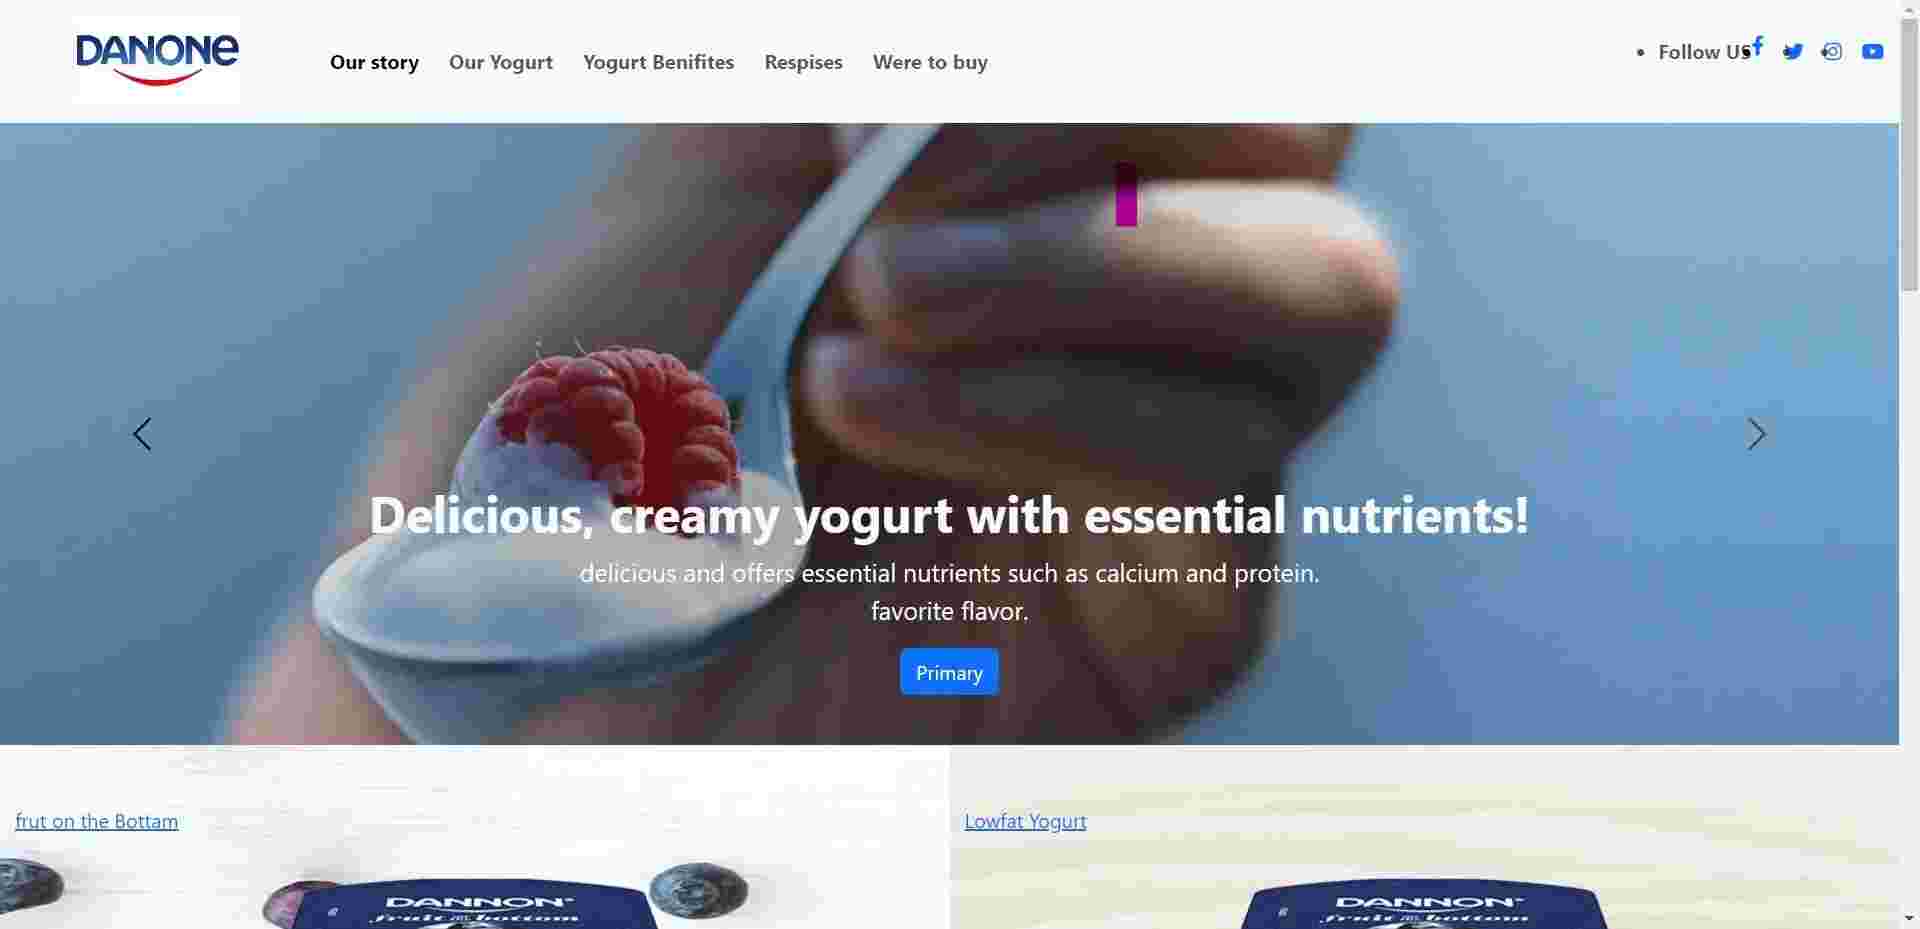 DANONE
Our story
Our Yogurt
Yogurt Benifites
Respises
Were to buy
Follow US
Delicious, creamy yogurt with essential nutrients!
delicious and offers essential nutrients such as calcium and protein.
favorite flavor.
Primary
frut on the Bottam
Lowfat Yogurt
DANNON
fruit on bottom
DANNON
fruit on bottom